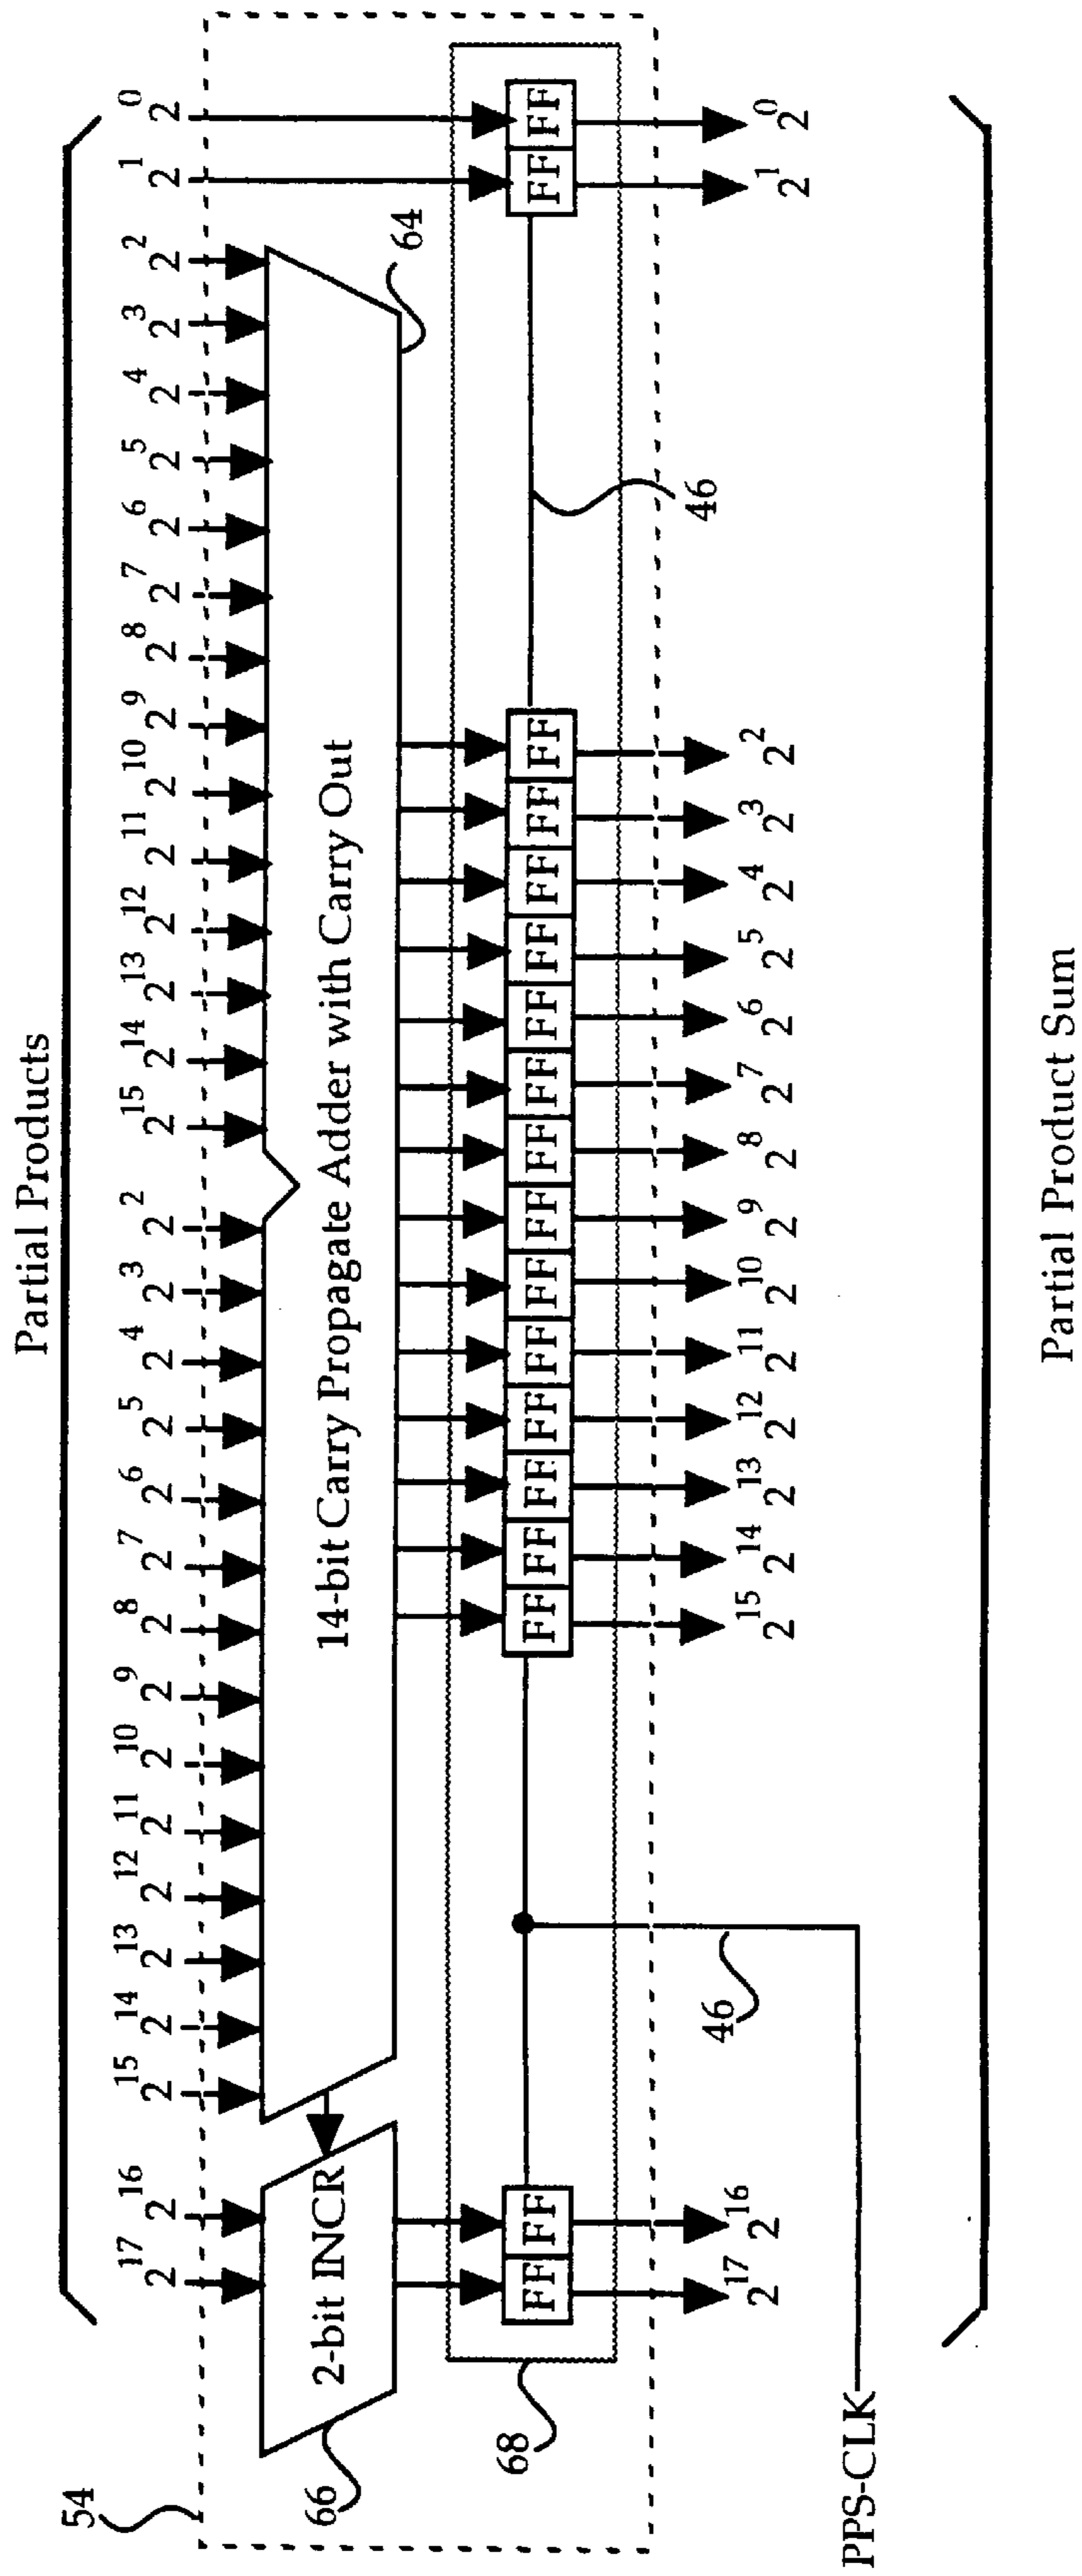 Partial Products
2^17 2^16 2^15 2^14 2^13 2^12 2^11 2^10 2^9 2^8 2^7 2^6 2^5 2^4 2^3 2^2 2^15 2^14 2^13 2^12 2^11 2^10 2^9 2^8 2^7 2^6 2^5 2^4 2^3 2^2 2^1 2^0
54
66
2-bit INCR
14-bit Carry Propagate Adder with Carry Out
64
68
FF FF FF FF FF FF FF FF FF FF FF FF FF FF FF FF FF FF
46
46
2^17 2^16 2^15 2^14 2^13 2^12 2^11 2^10 2^9 2^8 2^7 2^6 2^5 2^4 2^3 2^2 2^1 2^0
PPS-CLK
Partial Product Sum